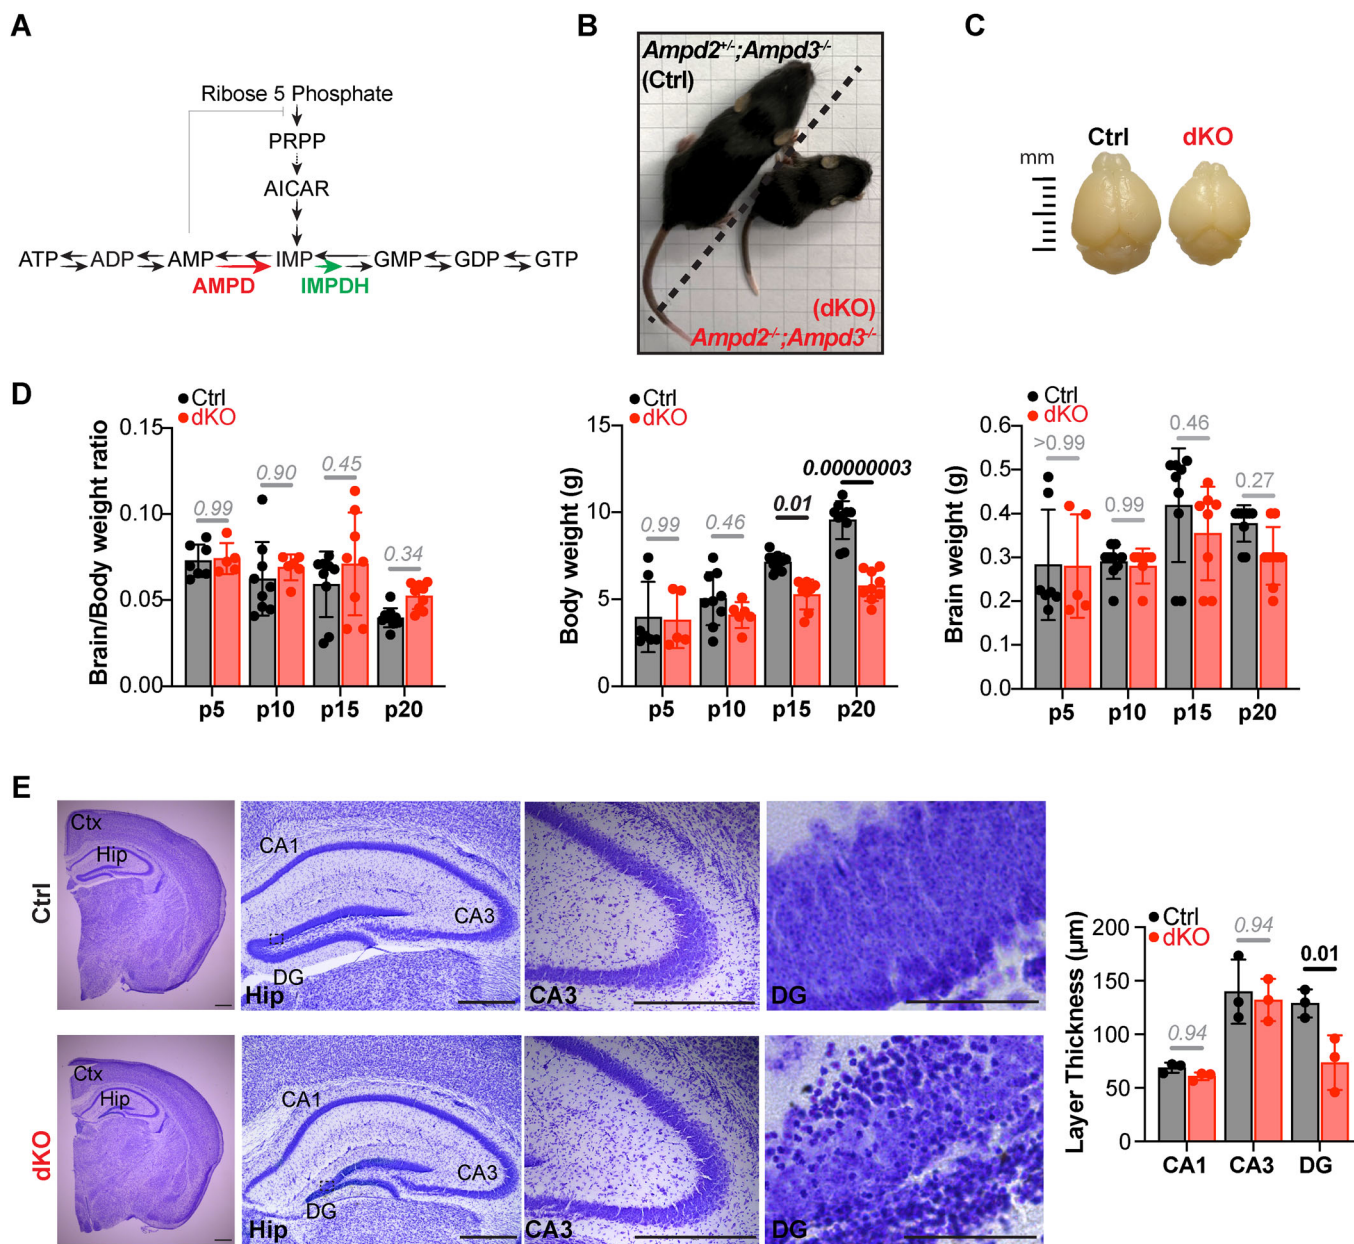 A
Ribose 5 Phosphate
PRPP
AICAR
ATP ADP AMP IMP GMP GDP GTP
AMPD IMPDH
B
Ampd2+/-;Ampd3-/-
(Ctrl)
(dKO)
Ampd2-/-;Ampd3-/-
C
Ctrl dKO
mm
D
Ctrl
dKO
Brain/Body weight ratio
0.15
0.10
0.05
0.00
0.99
0.90
0.45
0.34
p5 p10 p15 p20
Ctrl
dKO
Body weight (g)
15
10
5
0
0.99
0.46
0.01
0.00000003
p5 p10 p15 p20
Ctrl
dKO
Brain weight (g)
0.6
0.5
0.4
0.3
0.2
0.1
0.0
>0.99
0.99
0.46
0.27
p5 p10 p15 p20
E
Ctrl
Ctx
Hip
CA1
CA3
DG
Hip
CA3
DG
dKO
Ctx
Hip
CA1
CA3
DG
Hip
CA3
DG
Ctrl
dKO
Layer Thickness (μm)
200
150
100
50
0
0.94
0.94
0.01
CA1 CA3 DG